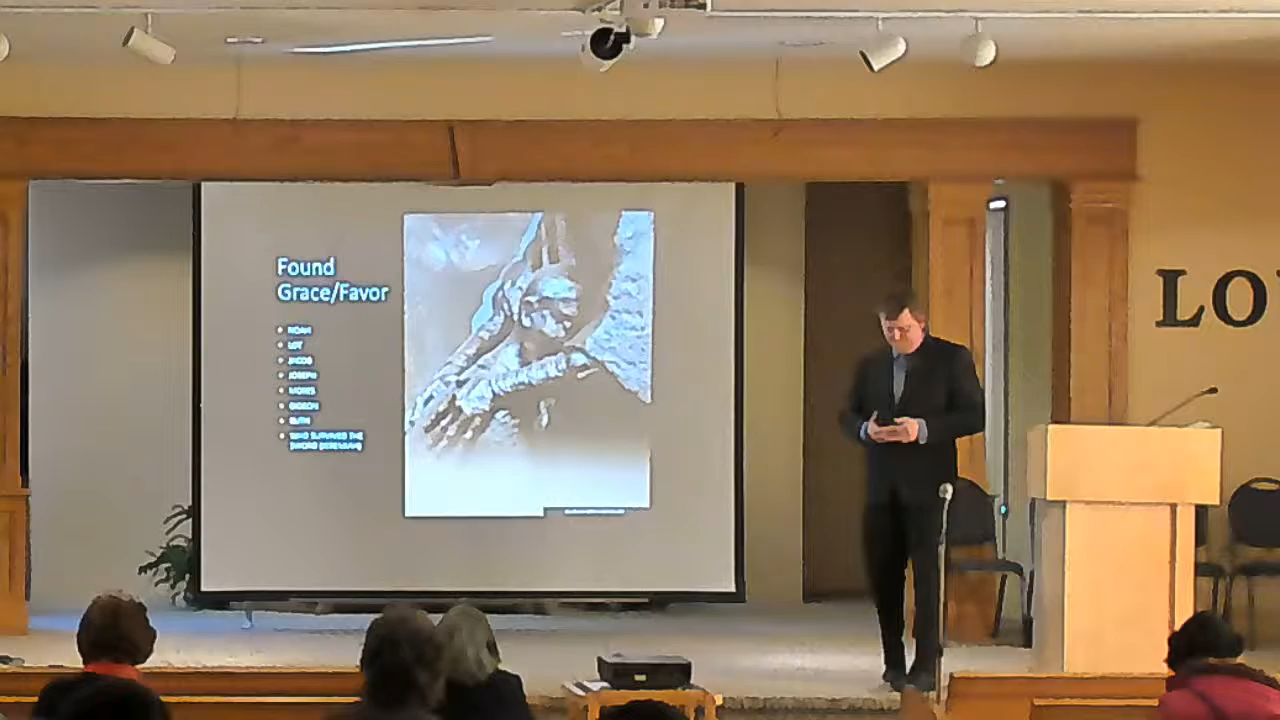 Found
Grace/Favor
• NOAH
• LOT
• JACOB
• JOSEPH
• MOSES
• GIDEON
• RUTH
• WHO SURVIVED THE
SWORD (JEREMIAH)
LO